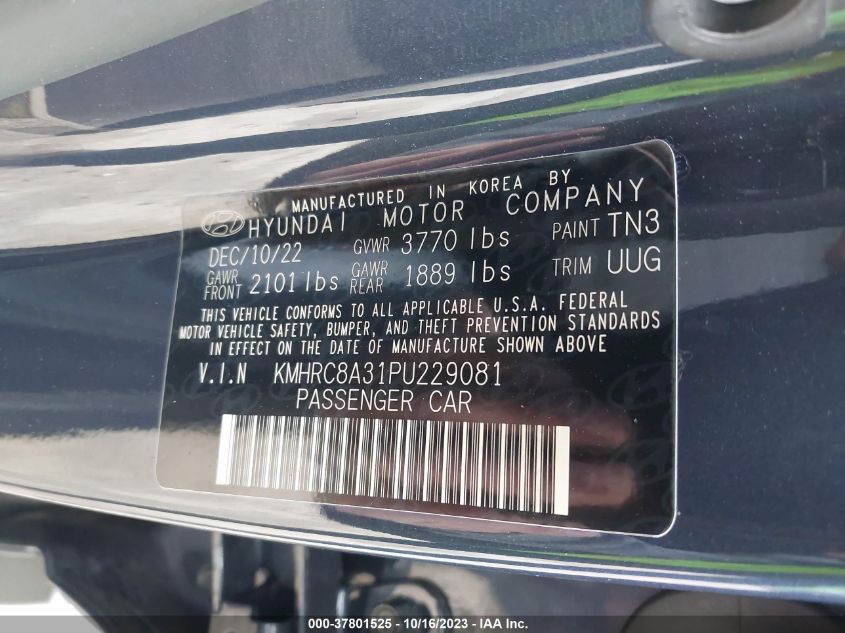 MANUFACTURED IN KOREA BY
HYUNDAI MOTOR COMPANY
DEC/10/22 GVWR 3770 lbs PAINT TN3
GAWR FRONT 2101 lbs GAWR REAR 1889 lbs TRIM UUG
THIS VEHICLE CONFORMS TO ALL APPLICABLE U.S.A. FEDERAL
MOTOR VEHICLE SAFETY, BUMPER, AND THEFT PREVENTION STANDARDS
IN EFFECT ON THE DATE OF MANUFACTURE SHOWN ABOVE
V.I.N KMHRC8A31PU229081
PASSENGER CAR
000-37801525 - 10/16/2023 - IAA Inc.